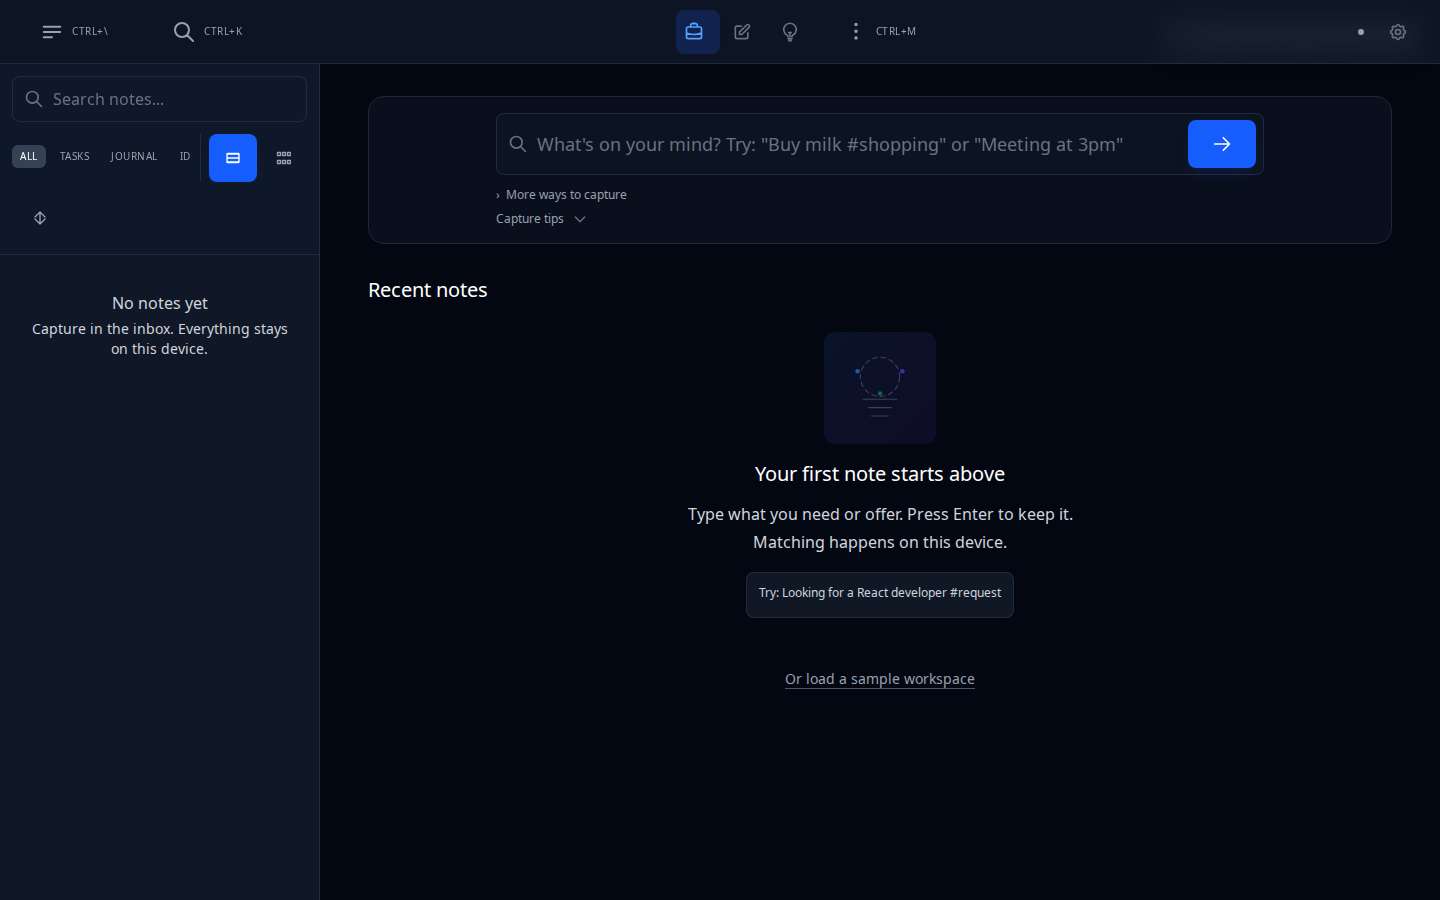 CTRL+\
CTRL+K
CTRL+M
Search notes...
ALL
TASKS
JOURNAL
ID
No notes yet
Capture in the inbox. Everything stays
on this device.
What's on your mind? Try: "Buy milk #shopping" or "Meeting at 3pm"
› More ways to capture
Capture tips
Recent notes
Your first note starts above
Type what you need or offer. Press Enter to keep it.
Matching happens on this device.
Try: Looking for a React developer #request
Or load a sample workspace